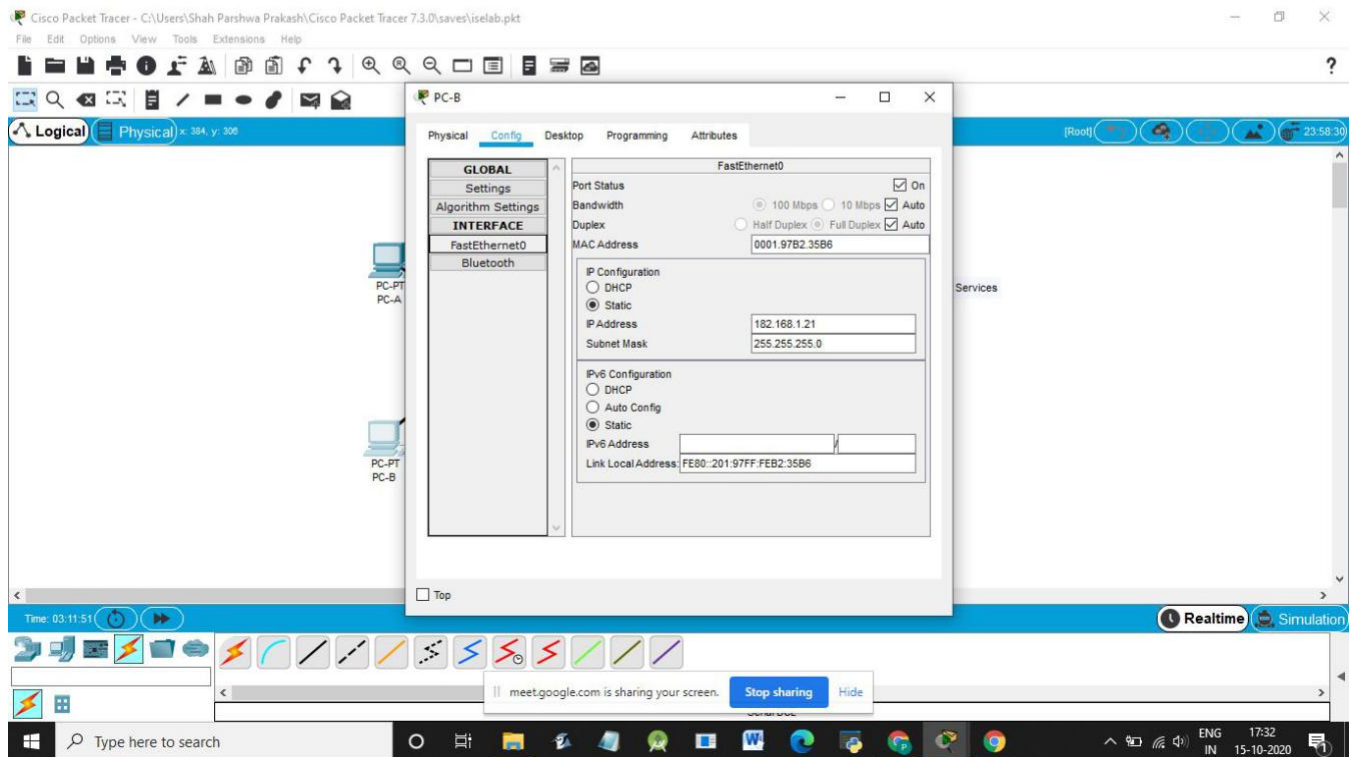 Cisco Packet Tracer - C:\Users\Shah Parshwa Prakash\Cisco Packet Tracer 7.3.0\saves\iselab.pkt
File Edit Options View Tools Extensions Help
?
PC-B
Logical Physical x: 384, y: 306
[Root] 23:58:30
Physical Config Desktop Programming Attributes
GLOBAL
Settings
Algorithm Settings
INTERFACE
FastEthernet0
Bluetooth
FastEthernet0
Port Status On
Bandwidth 100 Mbps 10 Mbps Auto
Duplex Half Duplex Full Duplex Auto
MAC Address 0001.97B2.35B6
IP Configuration
DHCP
Static
IP Address 182.168.1.21
Subnet Mask 255.255.255.0
IPv6 Configuration
DHCP
Auto Config
Static
IPv6 Address /
Link Local Address: FE80::201:97FF:FEB2:35B6
PC-PT
PC-A
Services
PC-PT
PC-B
Top
Time: 03:11:51
Realtime Simulation
meet.google.com is sharing your screen. Stop sharing Hide
Type here to search
ENG
IN
17:32
15-10-2020